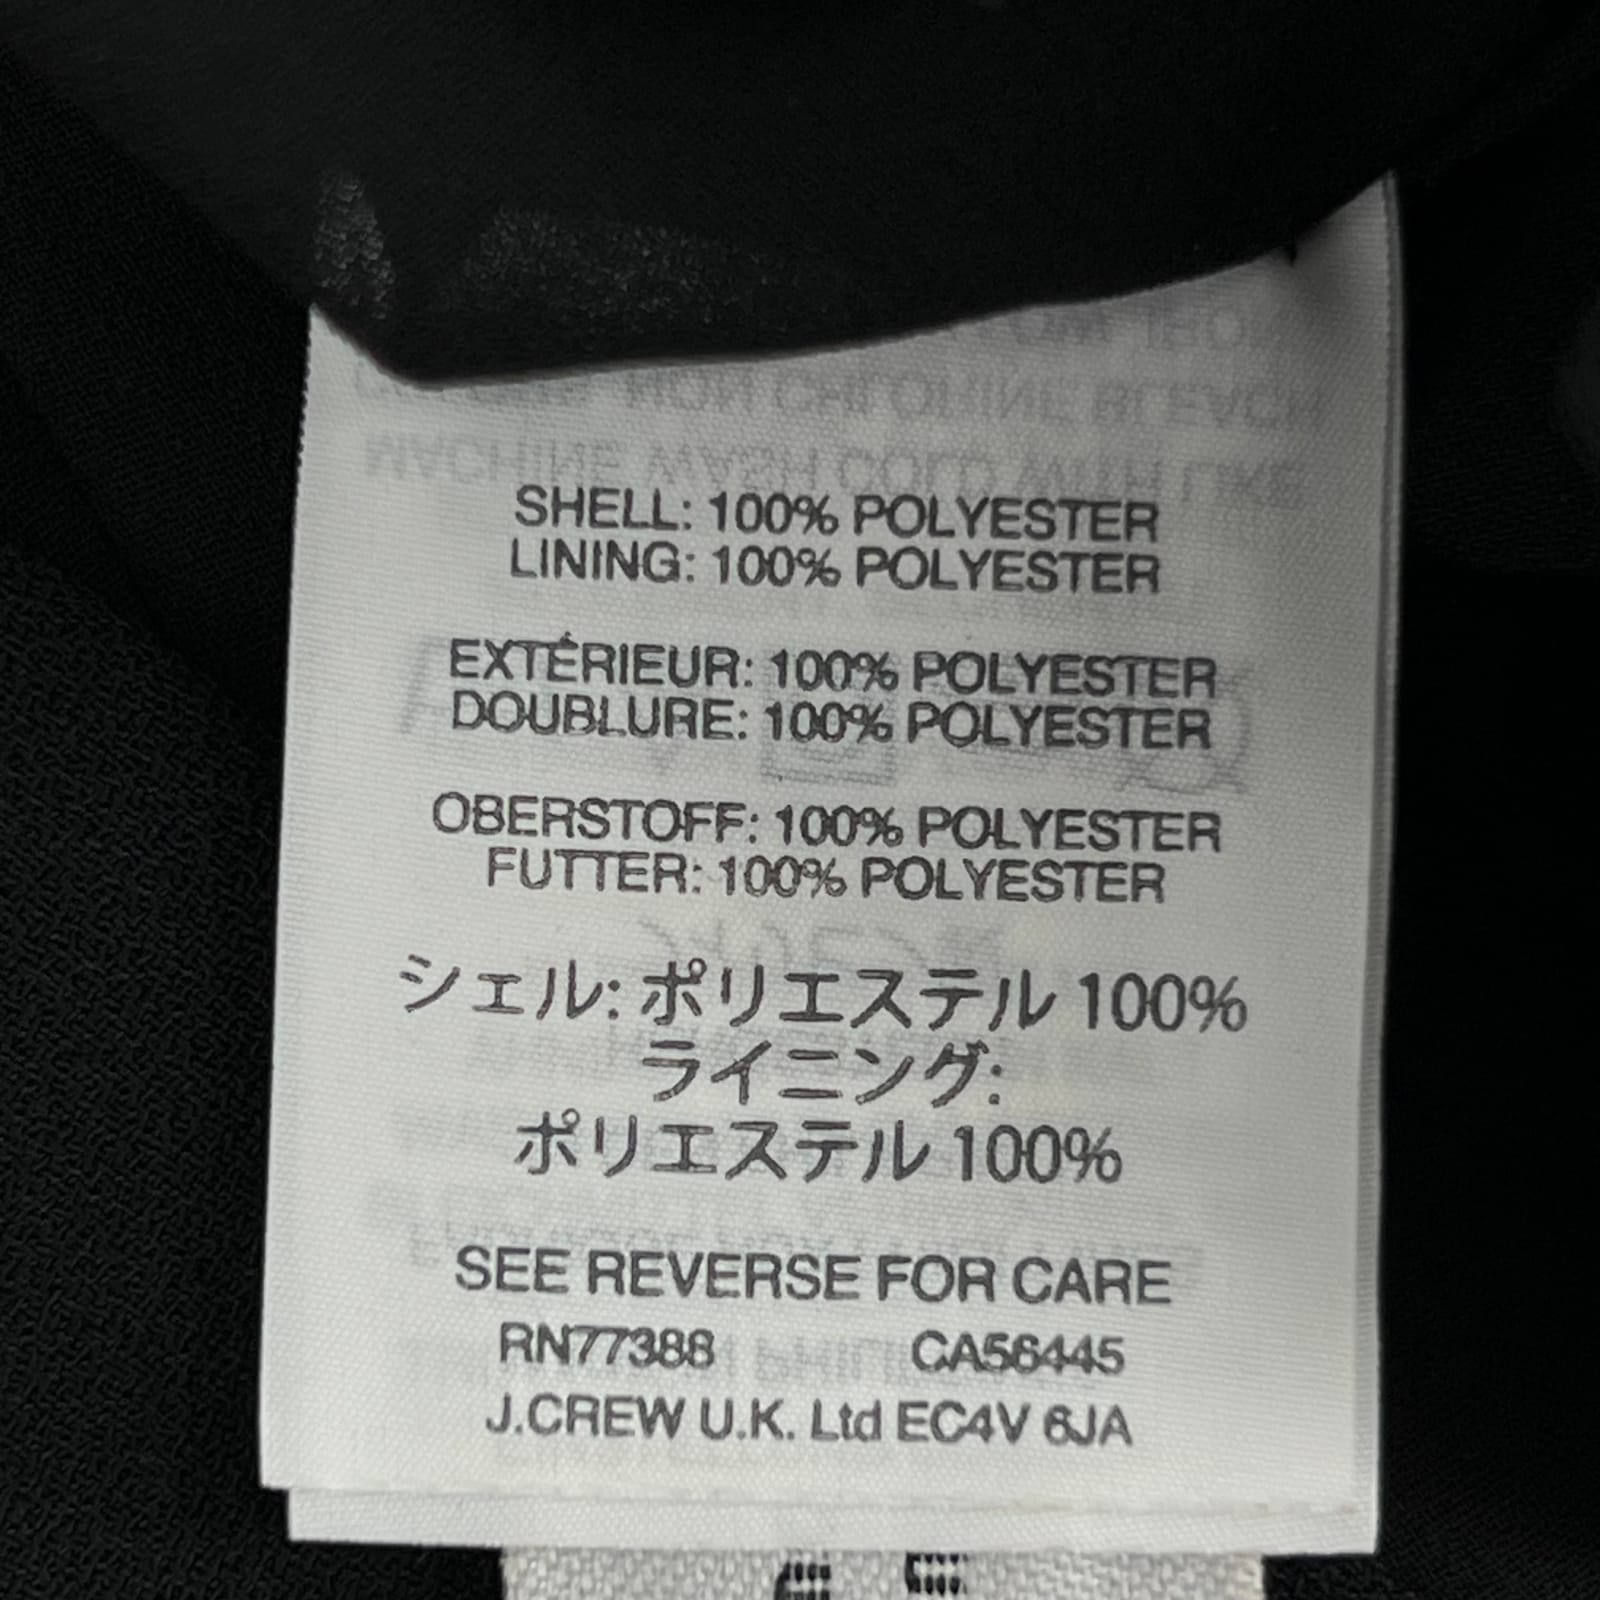 SHELL: 100% POLYESTER
LINING: 100% POLYESTER
EXTÉRIEUR: 100% POLYESTER
DOUBLURE: 100% POLYESTER
OBERSTOFF: 100% POLYESTER
FUTTER: 100% POLYESTER
シェル: ポリエステル 100%
ライニング:
ポリエステル 100%
SEE REVERSE FOR CARE
RN77388 CA56445
J.CREW U.K. Ltd EC4V 6JA